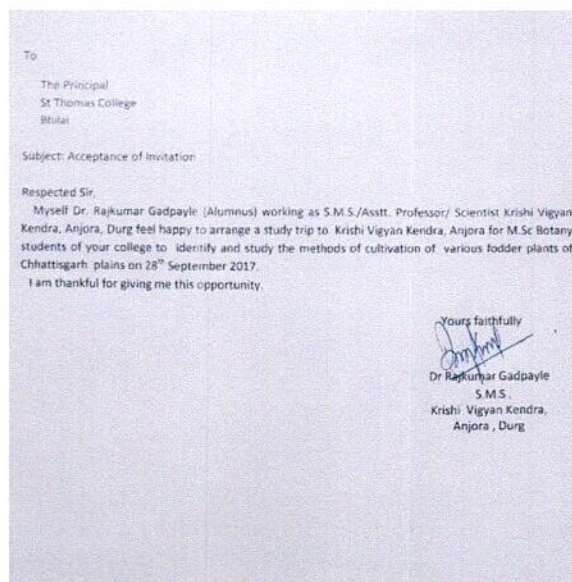 To
The Principal
St Thomas College
Bhilai
Subject: Acceptance of Invitation
Respected Sir,
Myself Dr. Rajkumar Gadpayle (Alumnus) working as S.M.S./Asstt. Professor/ Scientist Krishi Vigyan
Kendra, Anjora, Durg feel happy to arrange a study trip to Krishi Vigyan Kendra, Anjora for M.Sc Botany
students of your college to identify and study the methods of cultivation of various fodder plants of
Chhattisgarh plains on 28th September 2017.
I am thankful for giving me this opportunity.
Yours faithfully
Dr Rajkumar Gadpayle
S.M.S.
Krishi Vigyan Kendra,
Anjora , Durg